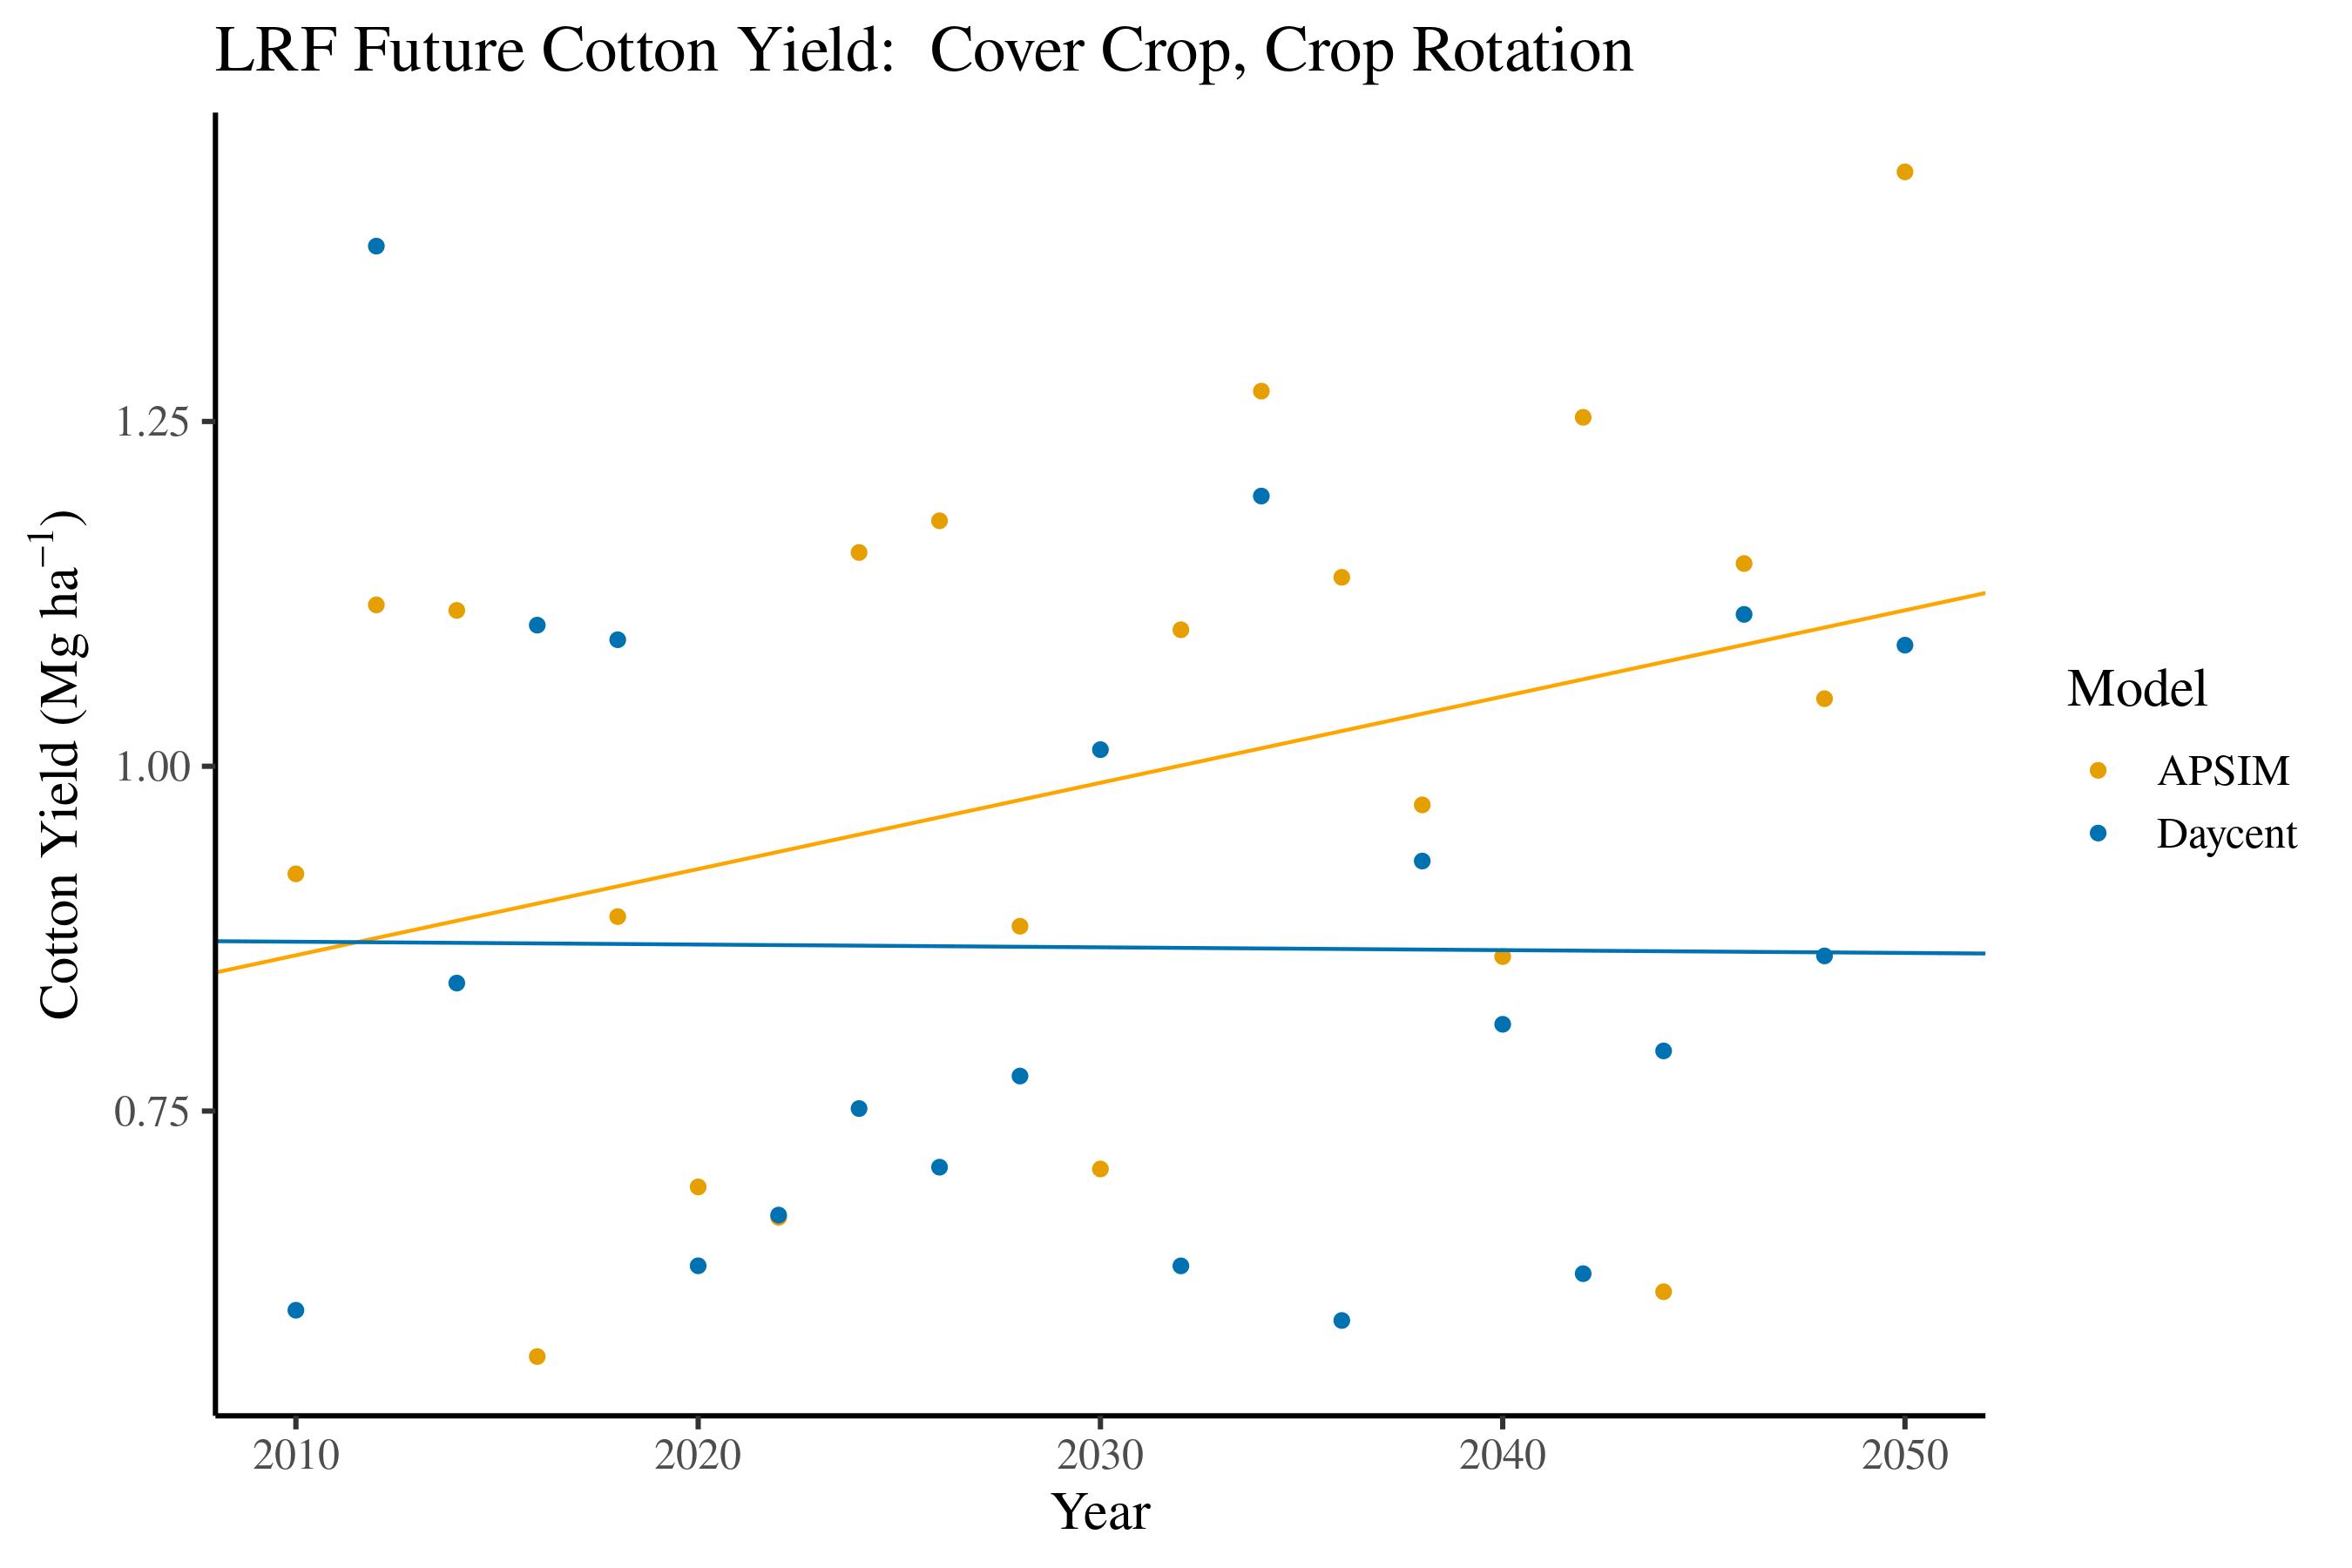 LRF Future Cotton Yield:  Cover Crop, Crop Rotation
Cotton Yield (Mg ha⁻¹)
1.25
1.00
0.75
2010 2020 2030 2040 2050
Year
Model
APSIM
Daycent